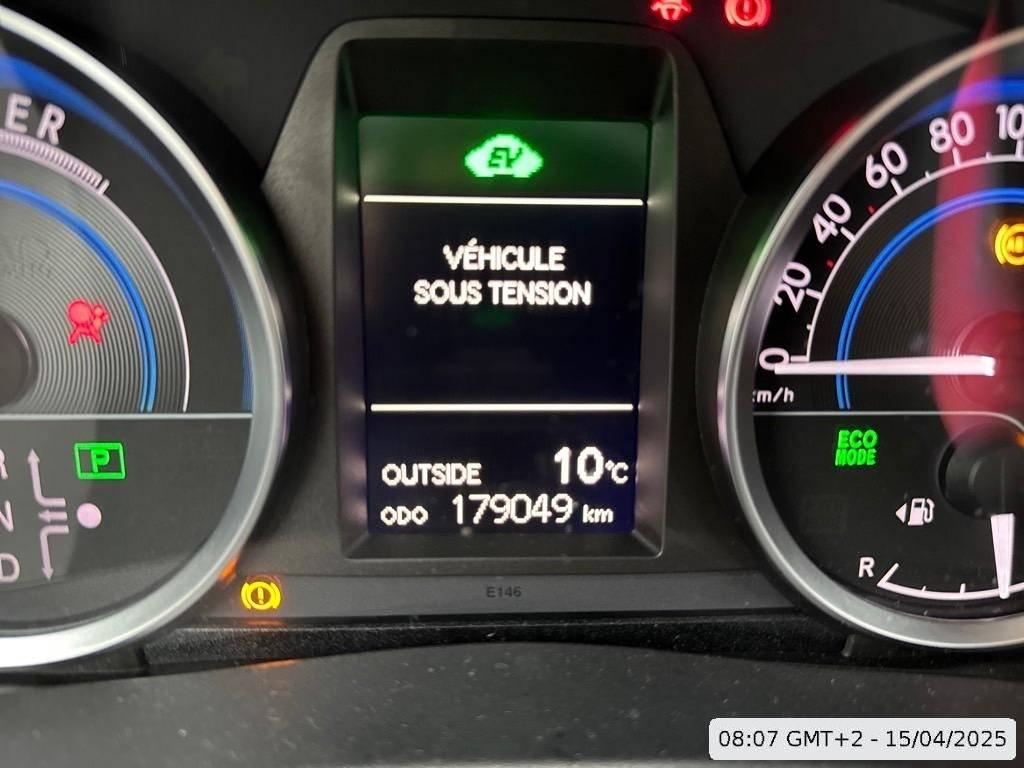 ER
EV
VÉHICULE
SOUS TENSION
OUTSIDE 10°C
ODO 179049 km
P
R
N
D
E146
0
20
40
60
80
km/h
ECO
MODE
R
08:07 GMT+2 - 15/04/2025